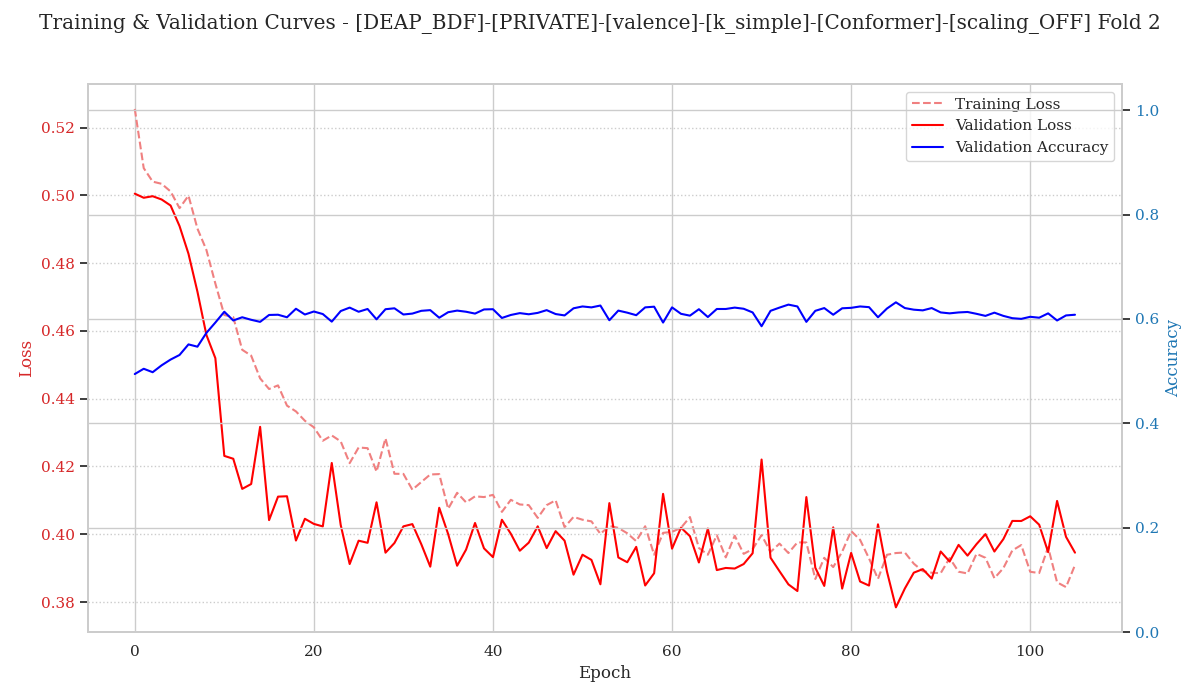 Training & Validation Curves - [DEAP_BDF]-[PRIVATE]-[valence]-[k_simple]-[Conformer]-[scaling_OFF] Fold 2
Training Loss
Validation Loss
Validation Accuracy
0.52
0.50
0.48
0.46
0.44
0.42
0.40
0.38
Loss
1.0
0.8
0.6
0.4
0.2
0.0
Accuracy
0
20
40
60
80
100
Epoch